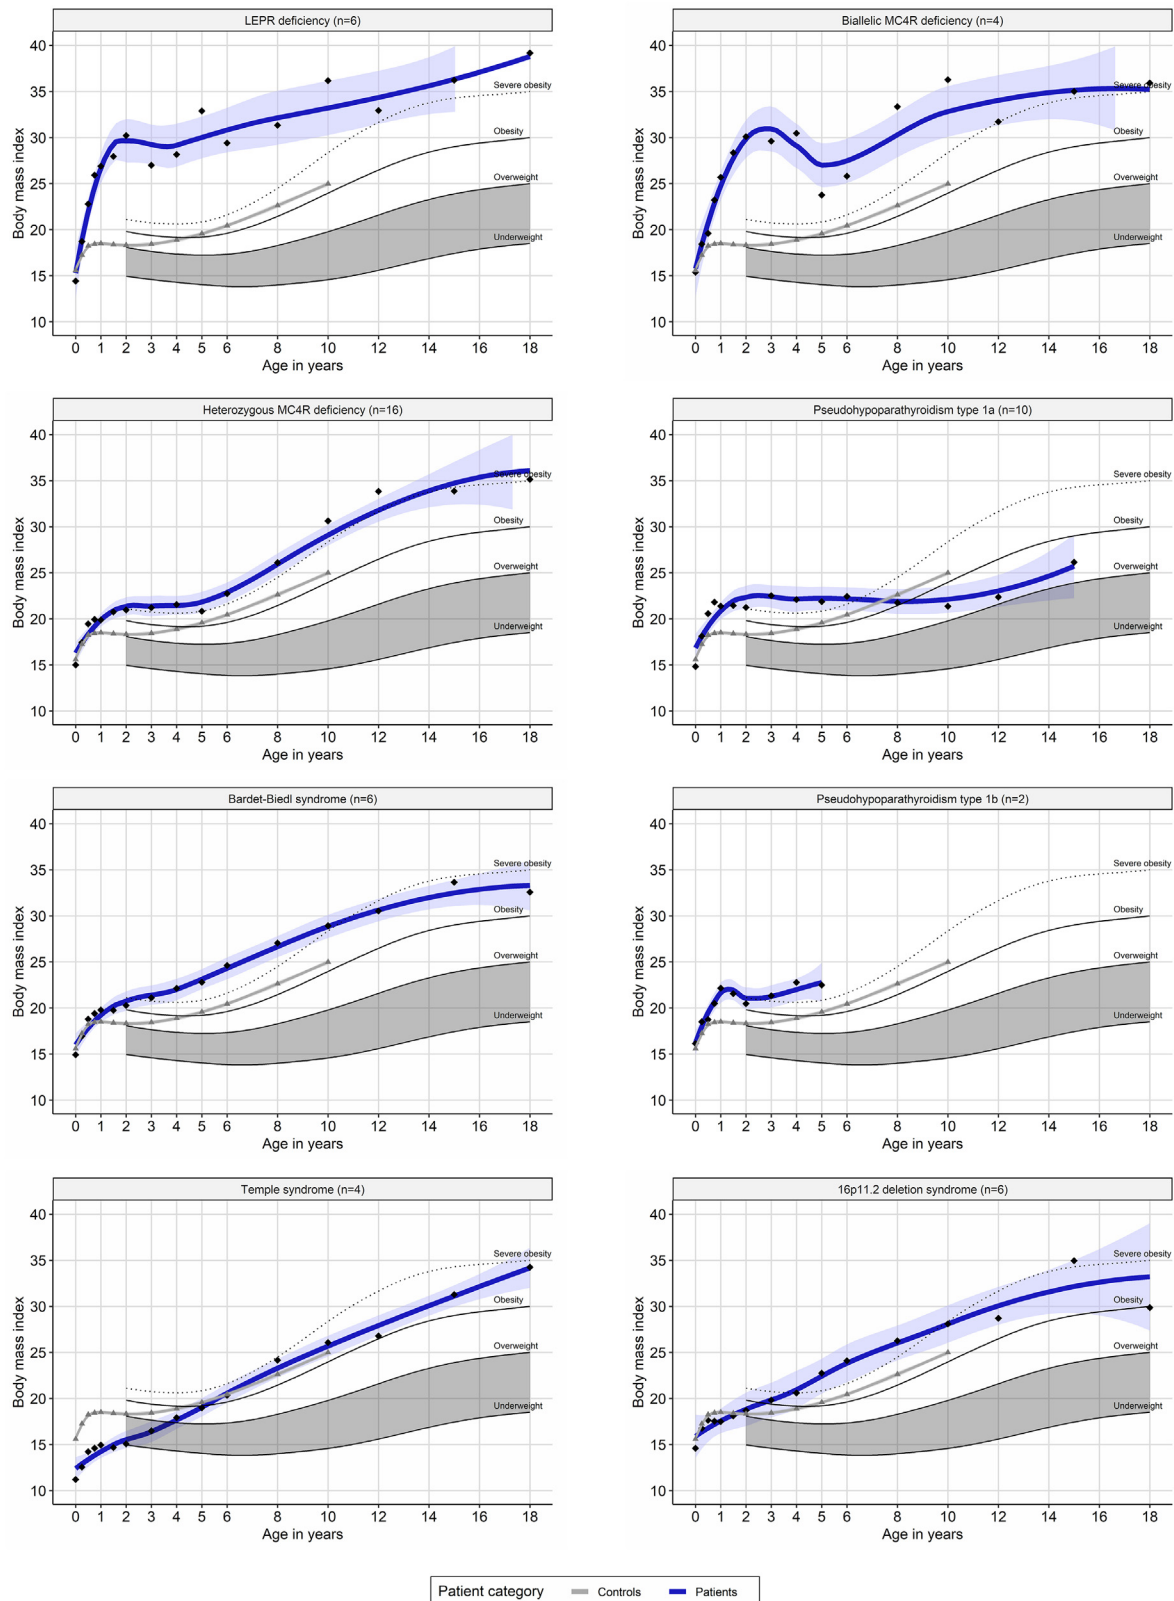 LEPR deficiency (n=6)
Body mass index
40
35
30
25
20
15
10
Severe obesity
Obesity
Overweight
Underweight
0 1 2 3 4 5 6 8 10 12 14 16 18
Age in years
Biallelic MC4R deficiency (n=4)
Body mass index
40
35
30
25
20
15
10
Severe obesity
Obesity
Overweight
Underweight
0 1 2 3 4 5 6 8 10 12 14 16 18
Age in years
Heterozygous MC4R deficiency (n=16)
Body mass index
40
35
30
25
20
15
10
Severe obesity
Obesity
Overweight
Underweight
0 1 2 3 4 5 6 8 10 12 14 16 18
Age in years
Pseudohypoparathyroidism type 1a (n=10)
Body mass index
40
35
30
25
20
15
10
Severe obesity
Obesity
Overweight
Underweight
0 1 2 3 4 5 6 8 10 12 14 16 18
Age in years
Bardet-Biedl syndrome (n=6)
Body mass index
40
35
30
25
20
15
10
Severe obesity
Obesity
Overweight
Underweight
0 1 2 3 4 5 6 8 10 12 14 16 18
Age in years
Pseudohypoparathyroidism type 1b (n=2)
Body mass index
40
35
30
25
20
15
10
Severe obesity
Obesity
Overweight
Underweight
0 1 2 3 4 5 6 8 10 12 14 16 18
Age in years
Temple syndrome (n=4)
Body mass index
40
35
30
25
20
15
10
Severe obesity
Obesity
Overweight
Underweight
0 1 2 3 4 5 6 8 10 12 14 16 18
Age in years
16p11.2 deletion syndrome (n=6)
Body mass index
40
35
30
25
20
15
10
Severe obesity
Obesity
Overweight
Underweight
0 1 2 3 4 5 6 8 10 12 14 16 18
Age in years
Patient category Controls Patients